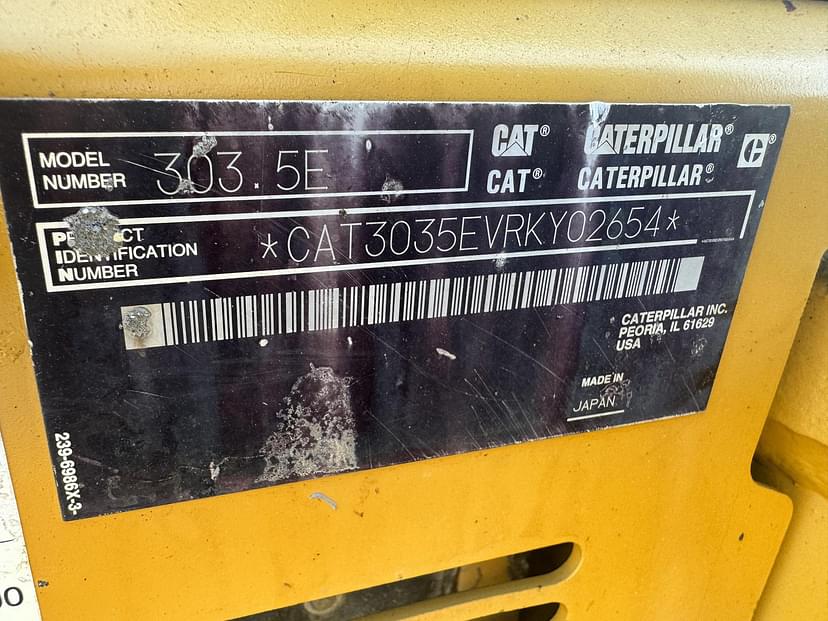 MODEL
NUMBER 303.5E
CAT® CATERPILLAR®
CAT® CATERPILLAR®
PRODUCT
IDENTIFICATION
NUMBER *CAT3035EVRKY02654*
CATERPILLAR INC.
PEORIA, IL 61629
USA
MADE IN
JAPAN
239-6986X-3-